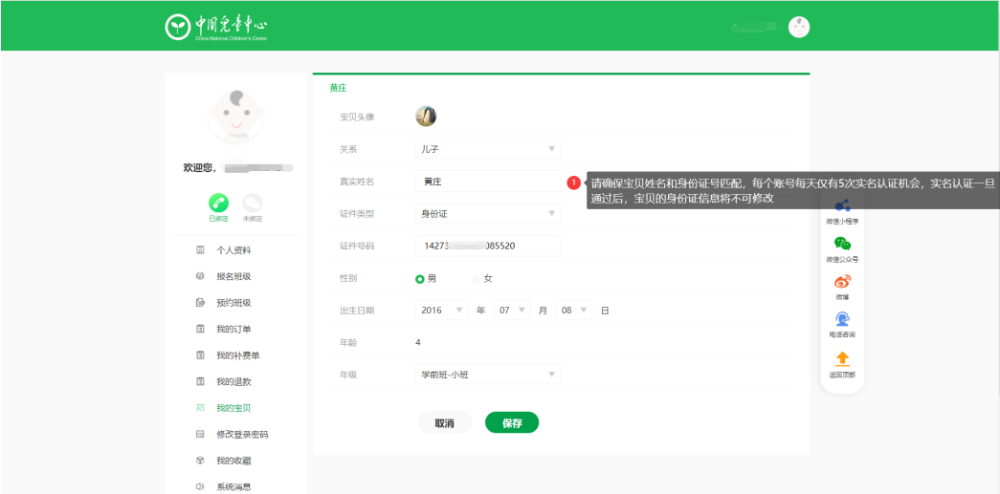 中国儿童中心
China National Children's Center
欢迎您,
已绑定
未绑定
个人资料
报名班级
预约班级
我的订单
我的补费单
我的退款
我的宝贝
修改登录密码
我的收藏
系统消息
黄庄
宝贝头像
关系 儿子
真实姓名 黄庄
1 请确保宝贝姓名和身份证号匹配，每个账号每天仅有5次实名认证机会，实名认证一旦
通过后，宝贝的身份证信息将不可修改
证件类型 身份证
证件号码 14273 085520
性别 男 女
出生日期 2016 年 07 月 08 日
年龄 4
年级 学前班-小班
取消 保存
微信小程序
微信公众号
微博
电话咨询
返回顶部